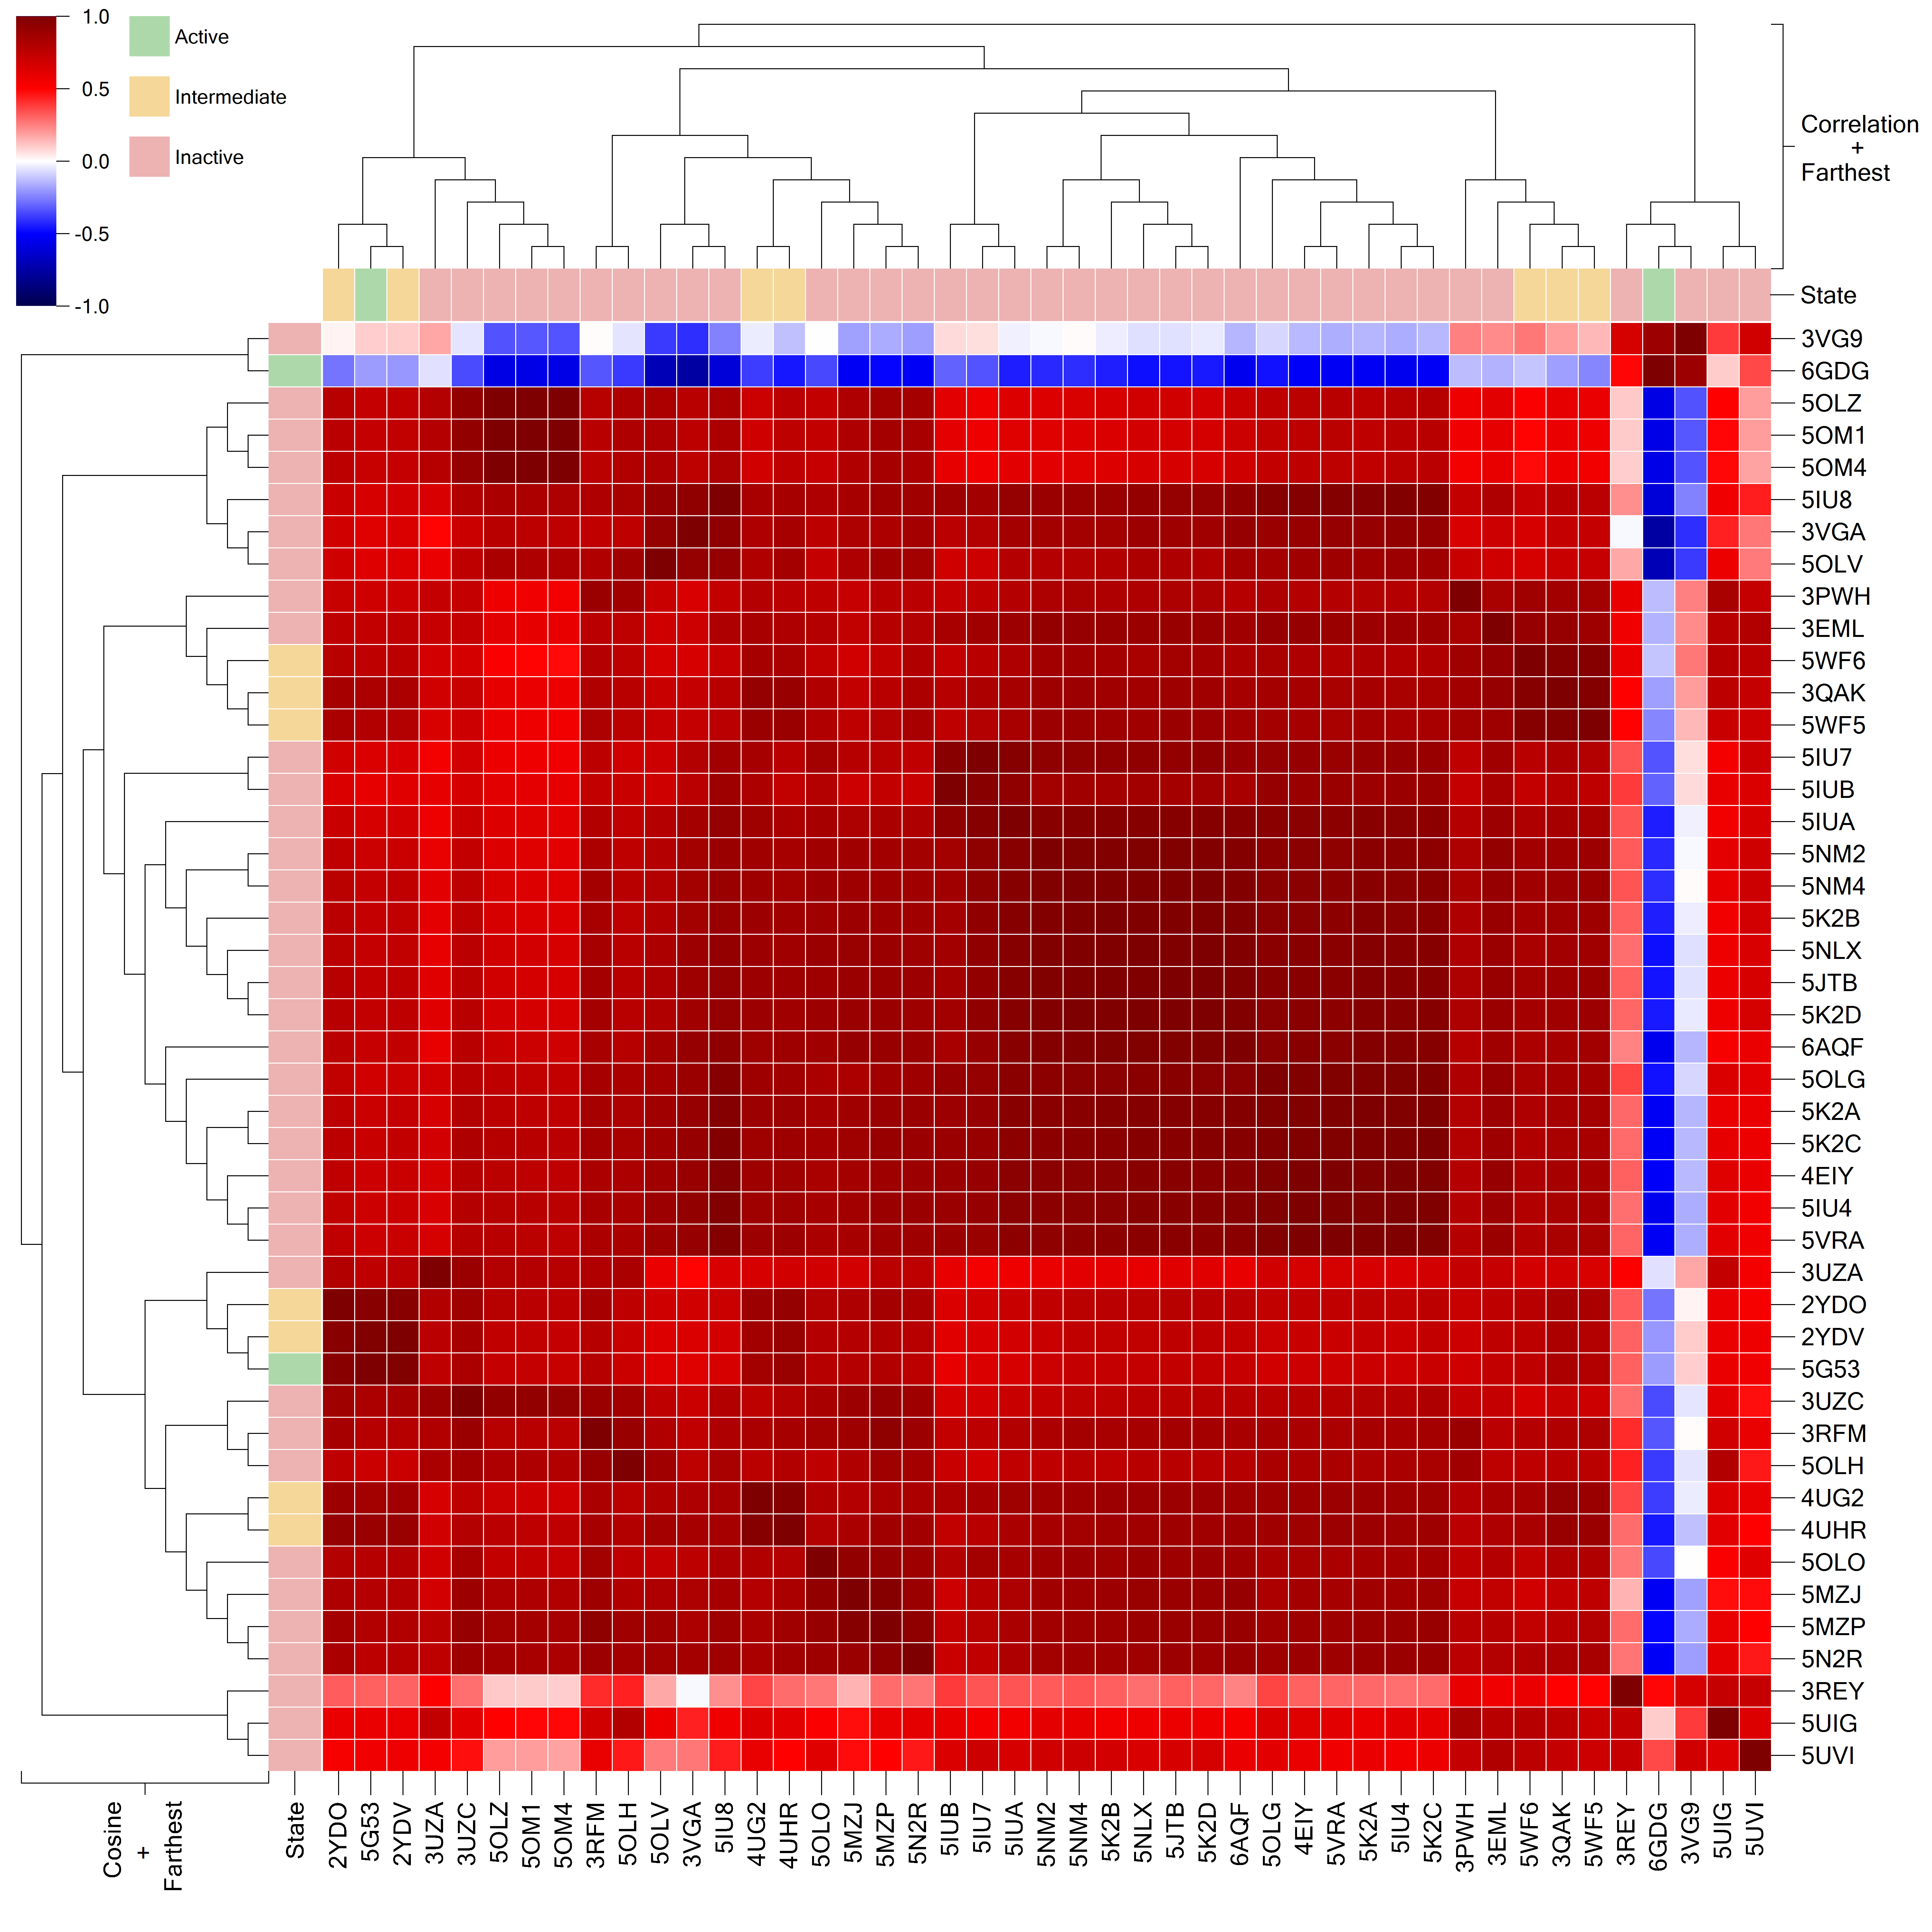 1.0
0.5
0.0
-0.5
-1.0
Active
Intermediate
Inactive
Correlation
+
Farthest
State
3VG9
6GDG
5OLZ
5OM1
5OM4
5IU8
3VGA
5OLV
3PWH
3EML
5WF6
3QAK
5WF5
5IU7
5IUB
5IUA
5NM2
5NM4
5K2B
5NLX
5JTB
5K2D
6AQF
5OLG
5K2A
5K2C
4EIY
5IU4
5VRA
3UZA
2YDO
2YDV
5G53
3UZC
3RFM
5OLH
4UG2
4UHR
5OLO
5MZJ
5MZP
5N2R
3REY
5UIG
5UVI
Cosine
+
Farthest
State
2YDO
5G53
2YDV
3UZA
3UZC
5OLZ
5OM1
5OM4
3RFM
5OLH
5OLV
3VGA
5IU8
4UG2
4UHR
5OLO
5MZJ
5MZP
5N2R
5IUB
5IU7
5IUA
5NM2
5NM4
5K2B
5NLX
5JTB
5K2D
6AQF
5OLG
4EIY
5VRA
5K2A
5IU4
5K2C
3PWH
3EML
5WF6
3QAK
5WF5
3REY
6GDG
3VG9
5UIG
5UVI